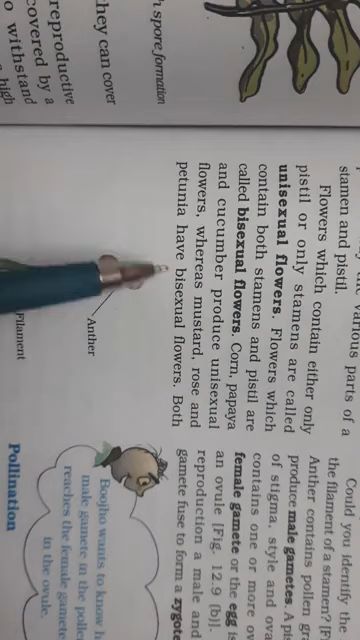 spore formation
they can cover
reproductive
covered by a
o withstand
high
various parts of a
stamen and pistil.
Flowers which contain either only
pistil or only stamens are called
unisexual flowers. Flowers which
contain both stamens and pistil are
called bisexual flowers. Corn, papaya
and cucumber produce unisexual
flowers, whereas mustard, rose and
petunia have bisexual flowers. Both
Anther
Filament
Could you identify the
the filament of a stamen?
Anther contains pollen
produce male gametes. A
of stigma, style and
contains one or more
female gamete or the egg
an ovule [Fig. 12.9 (b)].
reproduction a male and
gamete fuse to form a zygote
Boojho wants to know
male gamete in the
reaches the female gamete
in the ovule.
Pollination